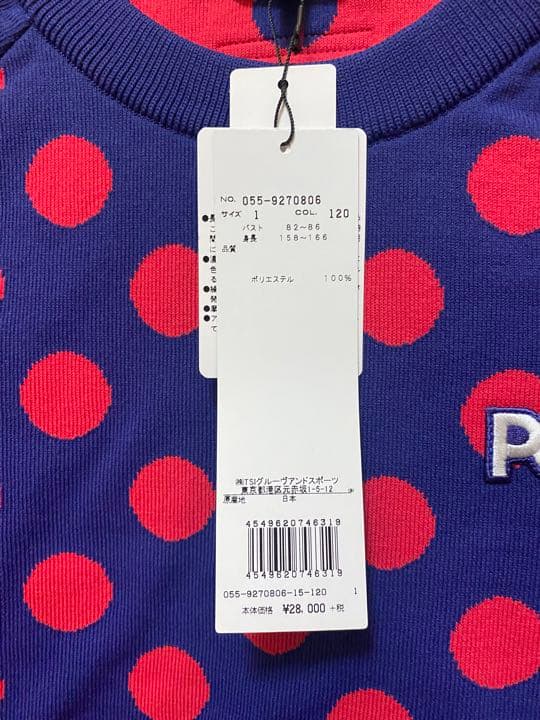 NO. 055-9270806
サイズ 1 COL. 120
バスト 82～86
身長 158～166
品質
ポリエステル 100%
㈱TSIグルーヴアンドスポーツ
東京都港区元赤坂1-5-12
原産地 日本
4549620746319
4549620746319
055-9270806-15-120 1
本体価格 ¥28,000 +税
R